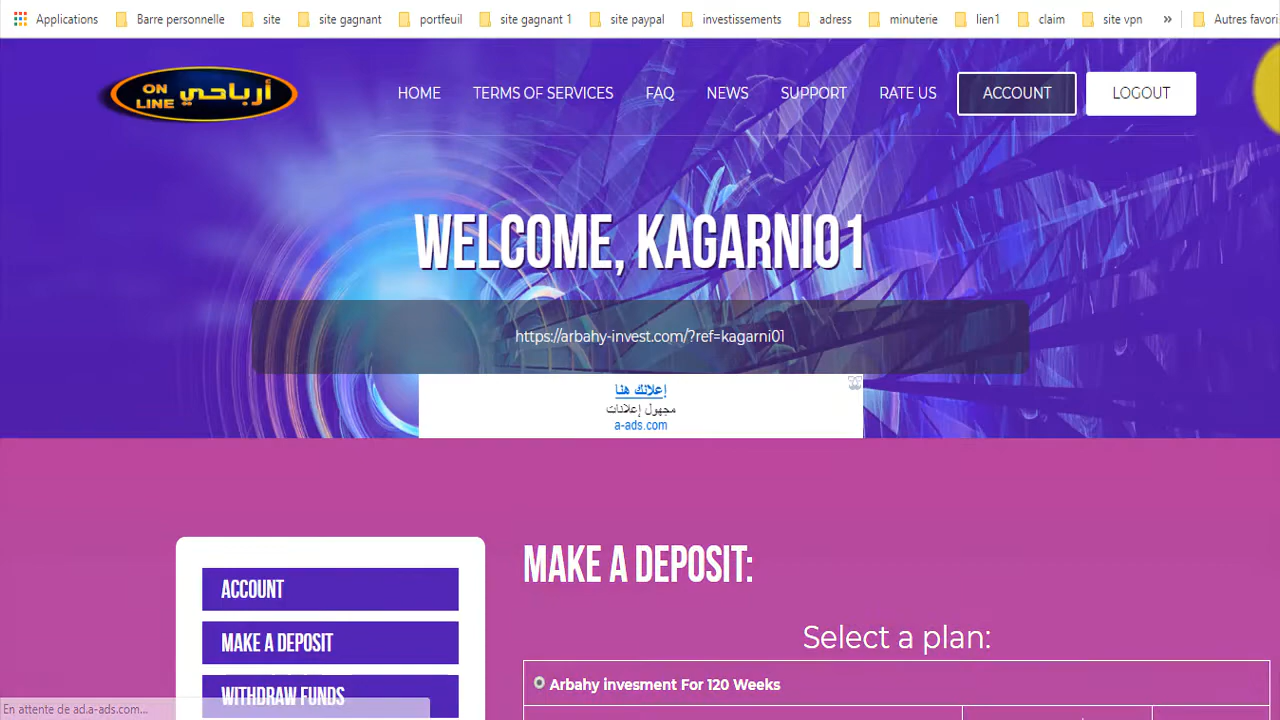 Applications Barre personnelle site site gagnant portfeuil site gagnant 1 site paypal investissements adress minuterie lien1 claim site vpn » Autres favori
ON LINE أرباحي
HOME TERMS OF SERVICES FAQ NEWS SUPPORT RATE US ACCOUNT LOGOUT
WELCOME, KAGARNI01
https://arbahy-invest.com/?ref=kagarni01
إعلانك هنا
مجهول إعلانات
a-ads.com
MAKE A DEPOSIT:
ACCOUNT
Select a plan:
MAKE A DEPOSIT
Arbahy invesment For 120 Weeks
WITHDRAW FUNDS
En attente de ad.a-ads.com...